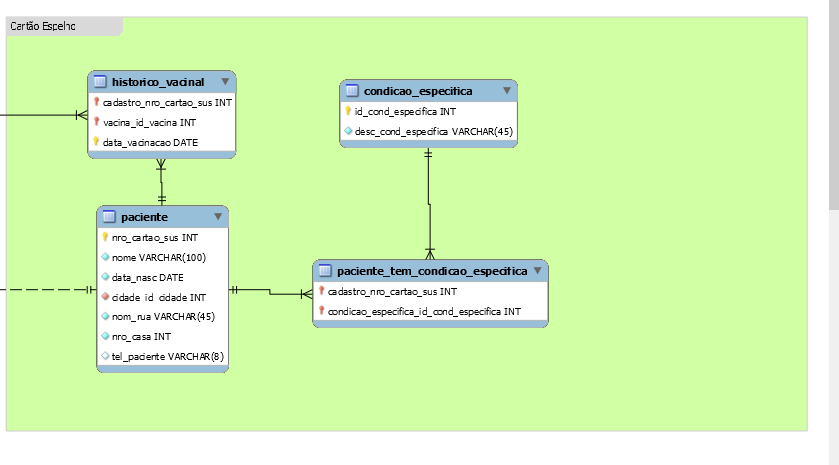 Cartão Espelho
historico_vacinal
cadastro_nro_cartao_sus INT
vacina_id_vacina INT
data_vacinacao DATE
condicao_especifica
id_cond_especifica INT
desc_cond_especifica VARCHAR(45)
paciente
nro_cartao_sus INT
nome VARCHAR(100)
data_nasc DATE
cidade_id_cidade INT
nom_rua VARCHAR(45)
nro_casa INT
tel_paciente VARCHAR(8)
paciente_tem_condicao_especifica
cadastro_nro_cartao_sus INT
condicao_especifica_id_cond_especifica INT